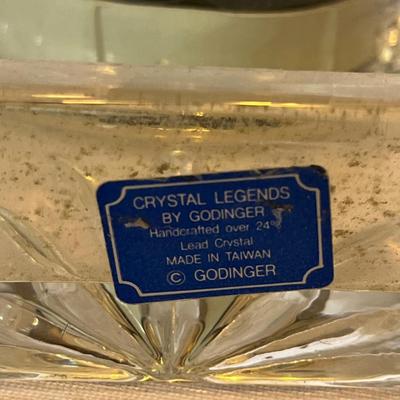 CRYSTAL LEGENDS
BY GODINGER
Handcrafted over 24%
Lead Crystal
MADE IN TAIWAN
© GODINGER